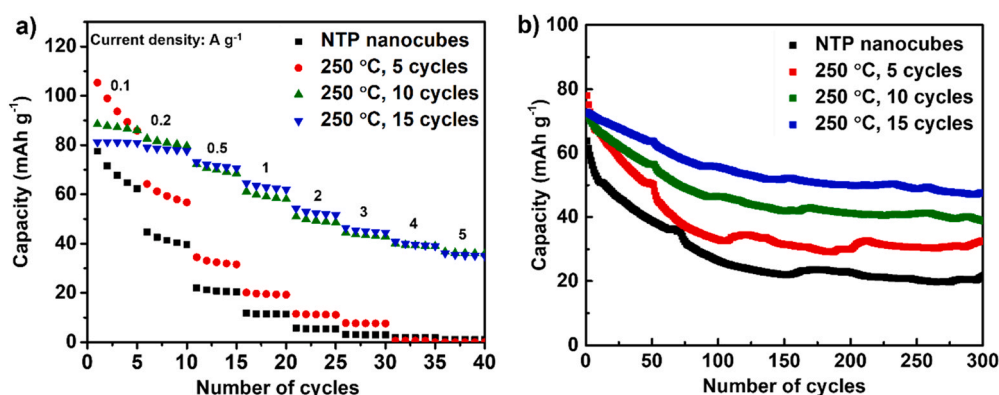 a)
Current density: A g⁻¹
NTP nanocubes
250 °C, 5 cycles
250 °C, 10 cycles
250 °C, 15 cycles
0.1
0.2
0.5
1
2
3
4
5
Capacity (mAh g⁻¹)
120
100
80
60
40
20
0
0 5 10 15 20 25 30 35 40
Number of cycles
b)
NTP nanocubes
250 °C, 5 cycles
250 °C, 10 cycles
250 °C, 15 cycles
Capacity (mAh g⁻¹)
100
80
60
40
20
0
0 50 100 150 200 250 300
Number of cycles